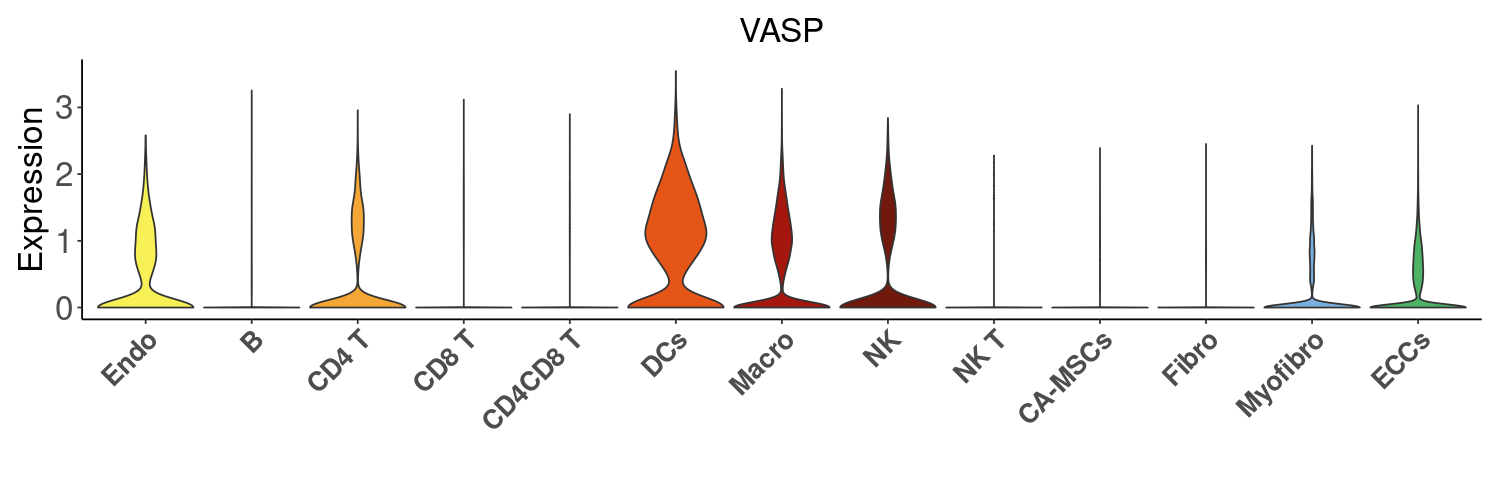 VASP
Expression
3
2
1
0
Endo
B
CD4 T
CD8 T
CD4CD8 T
DCs
Macro
NK
NK T
CA-MSCs
Fibro
Myofibro
ECCs